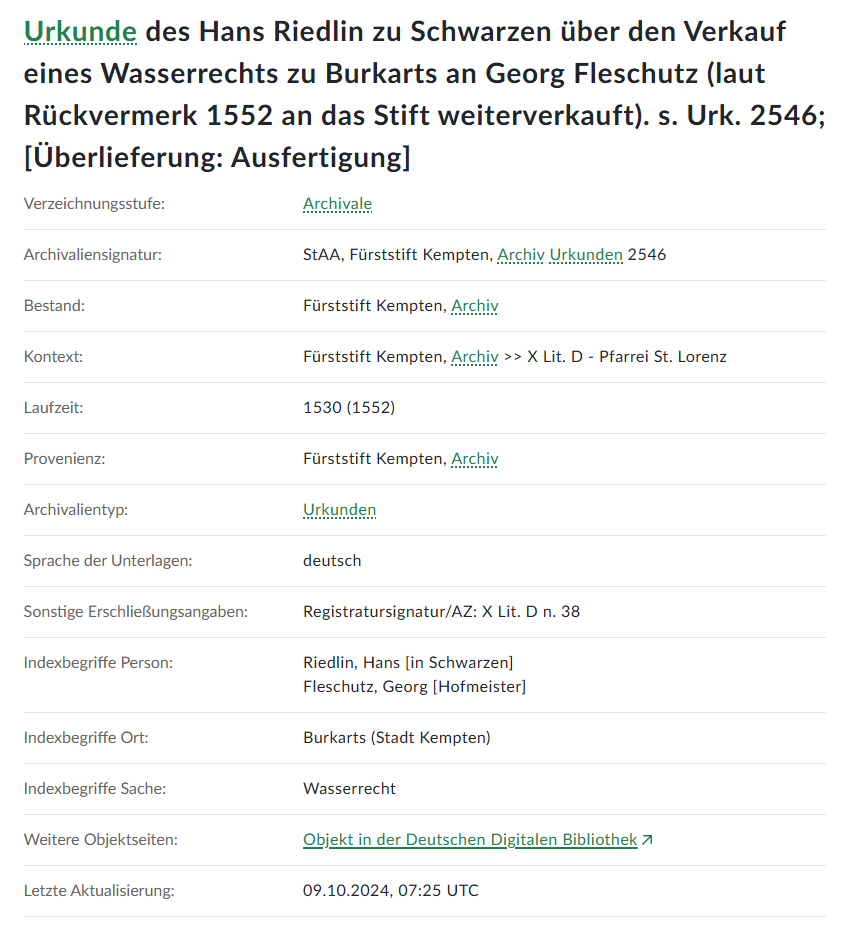 Urkunde des Hans Riedlin zu Schwarzen über den Verkauf
eines Wasserrechts zu Burkarts an Georg Fleschutz (laut
Rückvermerk 1552 an das Stift weiterverkauft). s. Urk. 2546;
[Überlieferung: Ausfertigung]
Verzeichnungsstufe: Archivale
Archivaliensignatur: StAA, Fürststift Kempten, Archiv Urkunden 2546
Bestand: Fürststift Kempten, Archiv
Kontext: Fürststift Kempten, Archiv >> X Lit. D - Pfarrei St. Lorenz
Laufzeit: 1530 (1552)
Provenienz: Fürststift Kempten, Archiv
Archivalientyp: Urkunden
Sprache der Unterlagen: deutsch
Sonstige Erschließungsangaben: Registratursignatur/AZ: X Lit. D n. 38
Indexbegriffe Person: Riedlin, Hans [in Schwarzen]
Fleschutz, Georg [Hofmeister]
Indexbegriffe Ort: Burkarts (Stadt Kempten)
Indexbegriffe Sache: Wasserrecht
Weitere Objektseiten: Objekt in der Deutschen Digitalen Bibliothek
Letzte Aktualisierung: 09.10.2024, 07:25 UTC